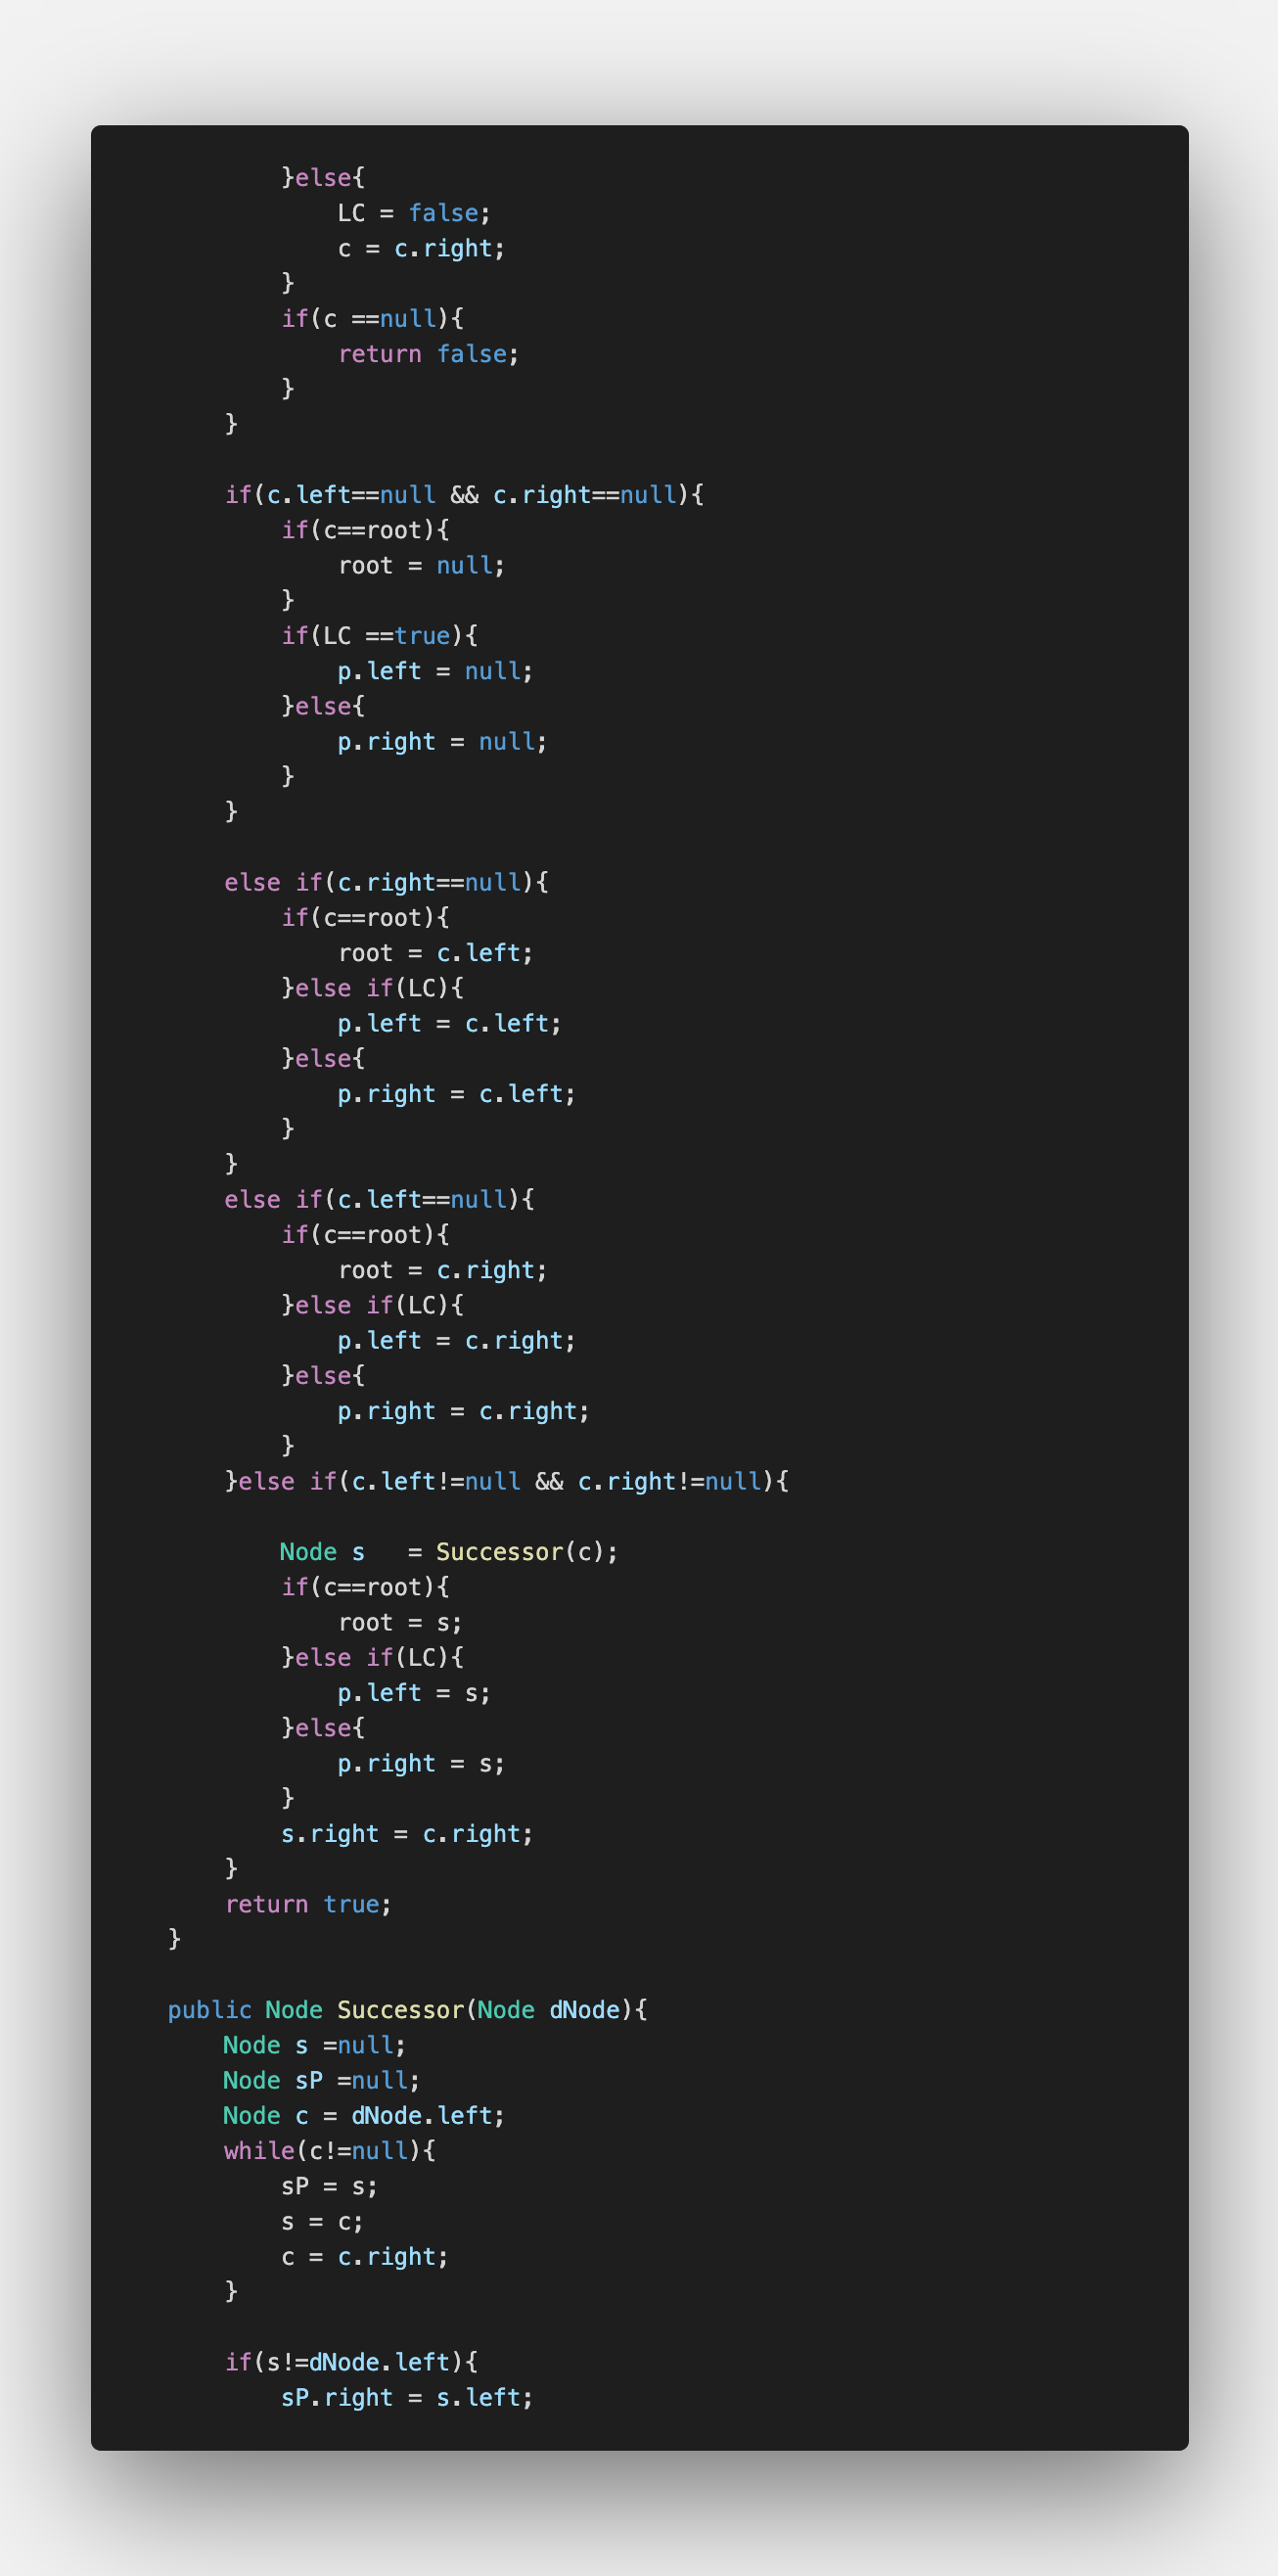 }else{
            LC = false;
            c = c.right;
        }
        if(c ==null){
            return false;
        }
    }

    if(c.left==null && c.right==null){
        if(c==root){
            root = null;
        }
        if(LC ==true){
            p.left = null;
        }else{
            p.right = null;
        }
    }

    else if(c.right==null){
        if(c==root){
            root = c.left;
        }else if(LC){
            p.left = c.left;
        }else{
            p.right = c.left;
        }
    }
    else if(c.left==null){
        if(c==root){
            root = c.right;
        }else if(LC){
            p.left = c.right;
        }else{
            p.right = c.right;
        }
    }else if(c.left!=null && c.right!=null){

        Node s   = Successor(c);
        if(c==root){
            root = s;
        }else if(LC){
            p.left = s;
        }else{
            p.right = s;
        }
        s.right = c.right;
    }
    return true;
}

public Node Successor(Node dNode){
    Node s =null;
    Node sP =null;
    Node c = dNode.left;
    while(c!=null){
        sP = s;
        s = c;
        c = c.right;
    }

    if(s!=dNode.left){
        sP.right = s.left;